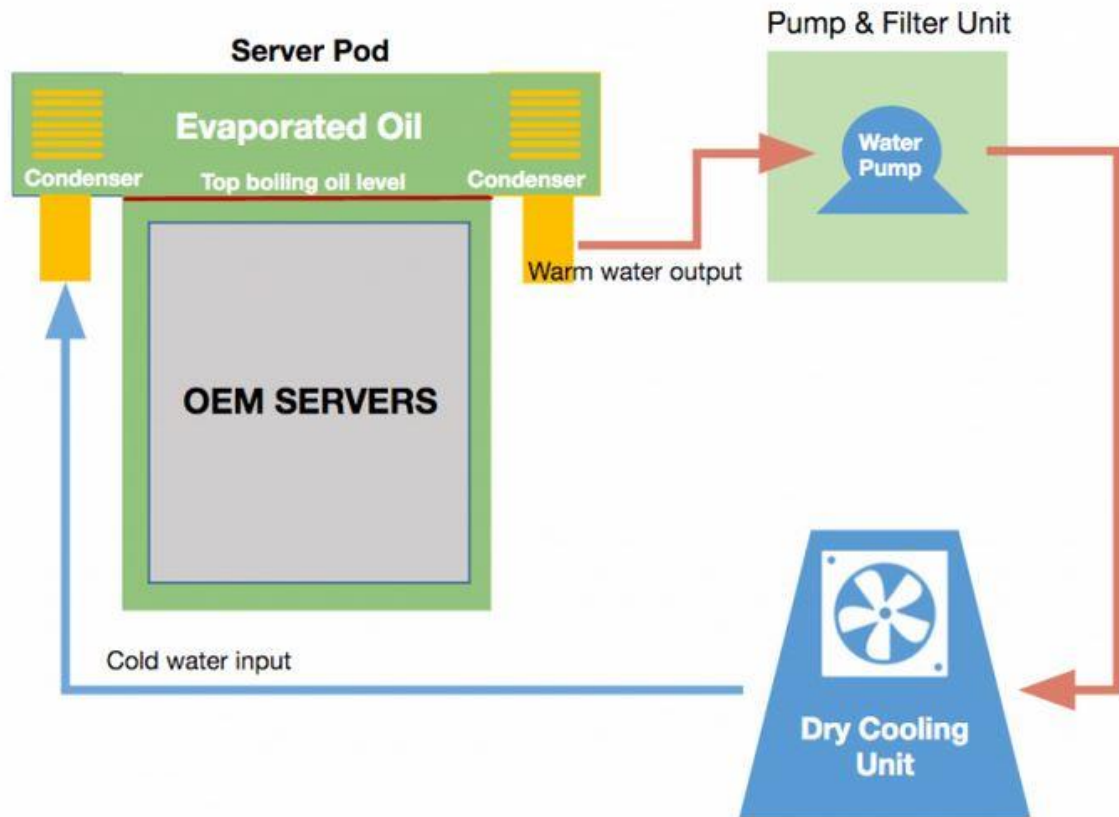 Pump & Filter Unit
Server Pod
Evaporated Oil
Water
Pump
Condenser
Top boiling oil level
Condenser
Warm water output
OEM SERVERS
Cold water input
Dry Cooling
Unit